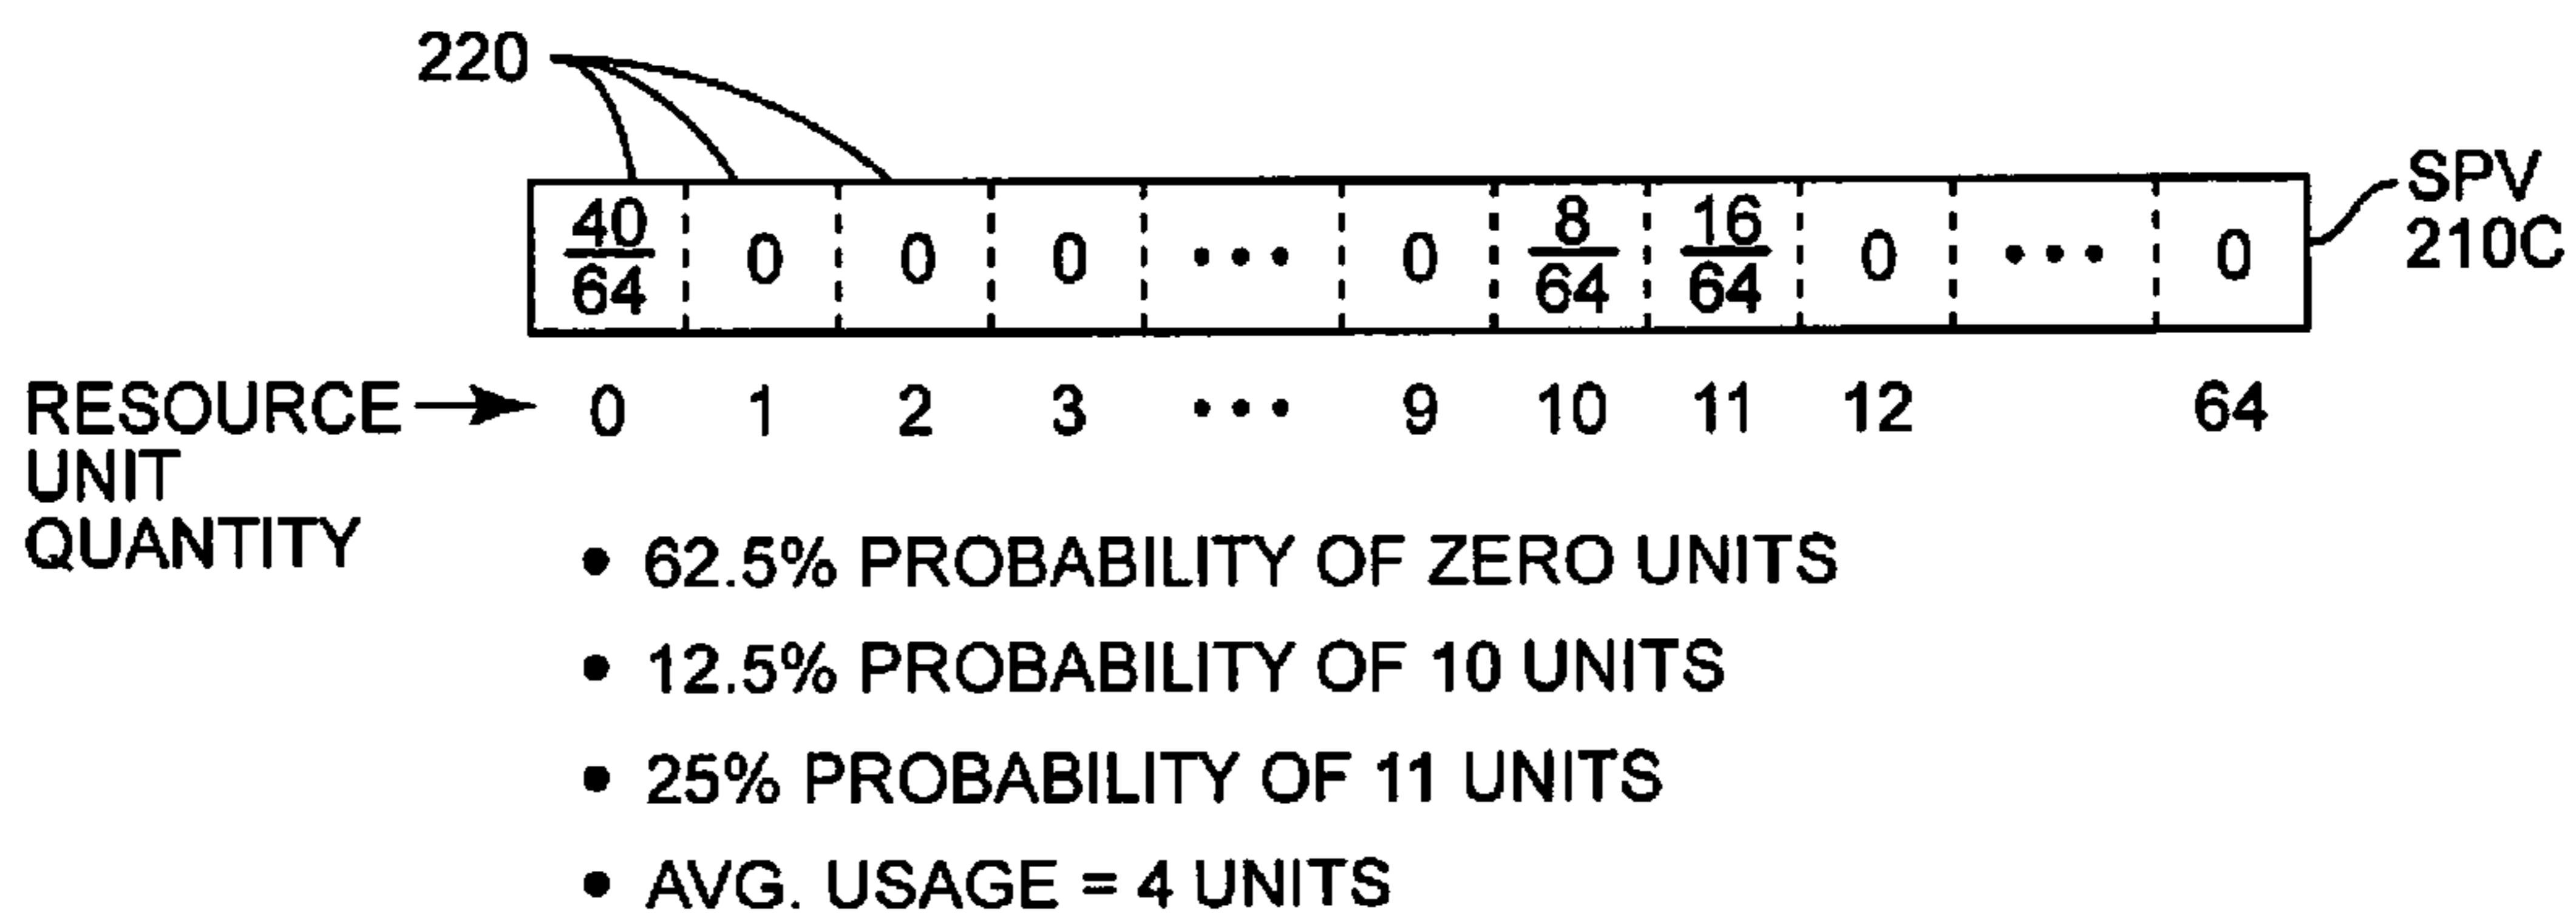 220
SPV
210C
40/64 0 0 0 ••• 0 8/64 16/64 0 ••• 0
RESOURCE UNIT QUANTITY → 0 1 2 3 ••• 9 10 11 12 64
• 62.5% PROBABILITY OF ZERO UNITS
• 12.5% PROBABILITY OF 10 UNITS
• 25% PROBABILITY OF 11 UNITS
• AVG. USAGE = 4 UNITS